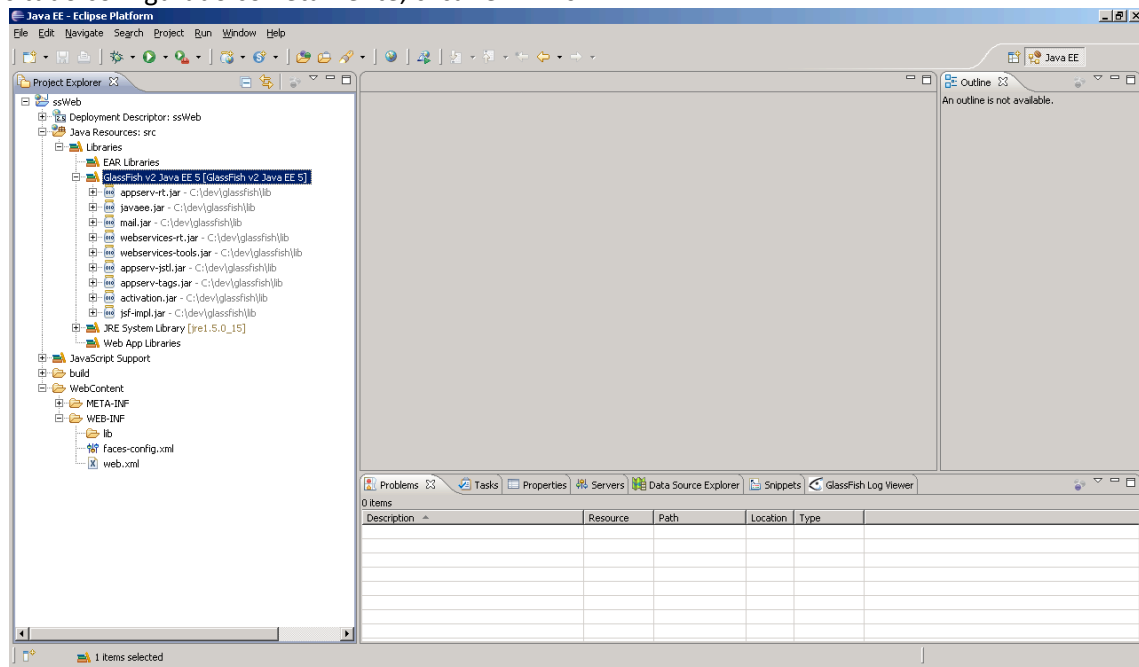 Java EE - Eclipse Platform
File Edit Navigate Search Project Run Window Help
Java EE
Project Explorer
Outline
ssWeb
An outline is not available.
Deployment Descriptor: ssWeb
Java Resources: src
Libraries
EAR Libraries
GlassFish v2 Java EE 5 [GlassFish v2 Java EE 5]
appserv-rt.jar - C:\dev\glassfish\lib
javaee.jar - C:\dev\glassfish\lib
mail.jar - C:\dev\glassfish\lib
webservices-rt.jar - C:\dev\glassfish\lib
webservices-tools.jar - C:\dev\glassfish\lib
appserv-jstl.jar - C:\dev\glassfish\lib
appserv-tags.jar - C:\dev\glassfish\lib
activation.jar - C:\dev\glassfish\lib
jsf-impl.jar - C:\dev\glassfish\lib
JRE System Library [jre1.5.0_15]
Web App Libraries
JavaScript Support
build
WebContent
META-INF
WEB-INF
lib
faces-config.xml
web.xml
Problems Tasks Properties Servers Data Source Explorer Snippets GlassFish Log Viewer
0 items
Description Resource Path Location Type
1 items selected